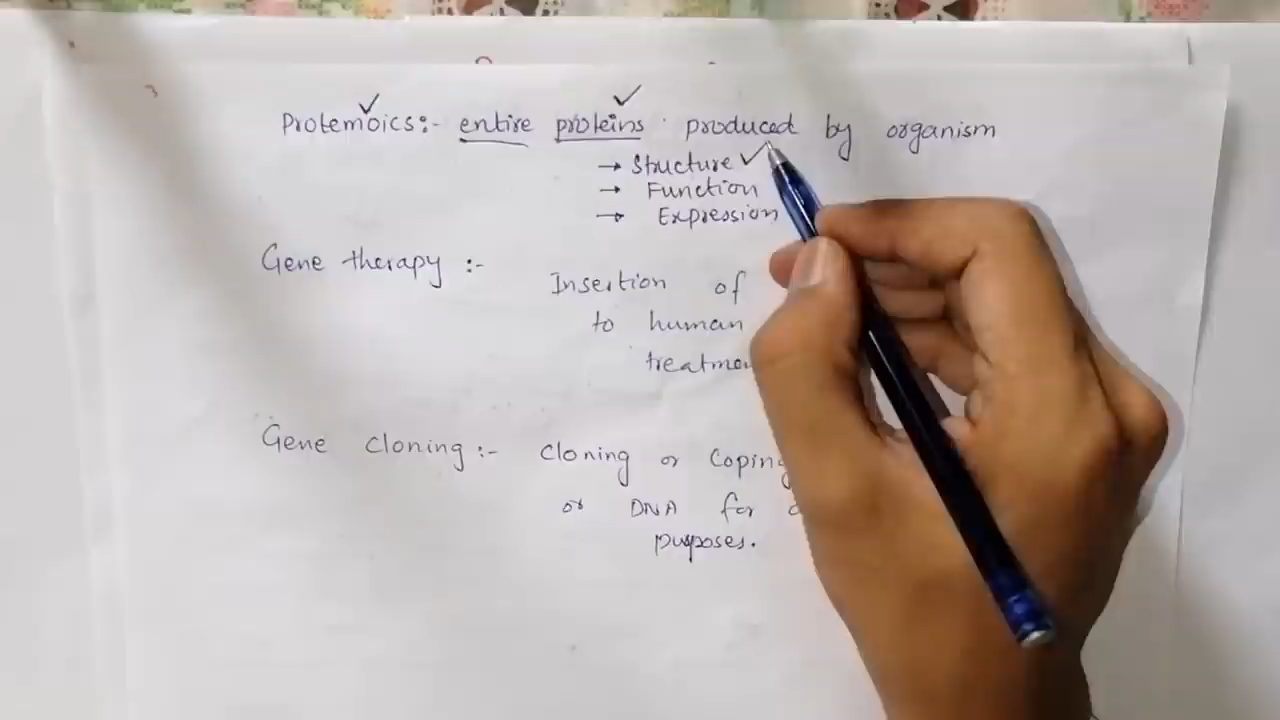 Protemoics:- entire proteins produced by organism
→ Structure ✓
→ Function
→ Expression
Gene therapy :-
Insertion of
to human
Gene cloning :- cloning or Coping
or DNA for
purposes.